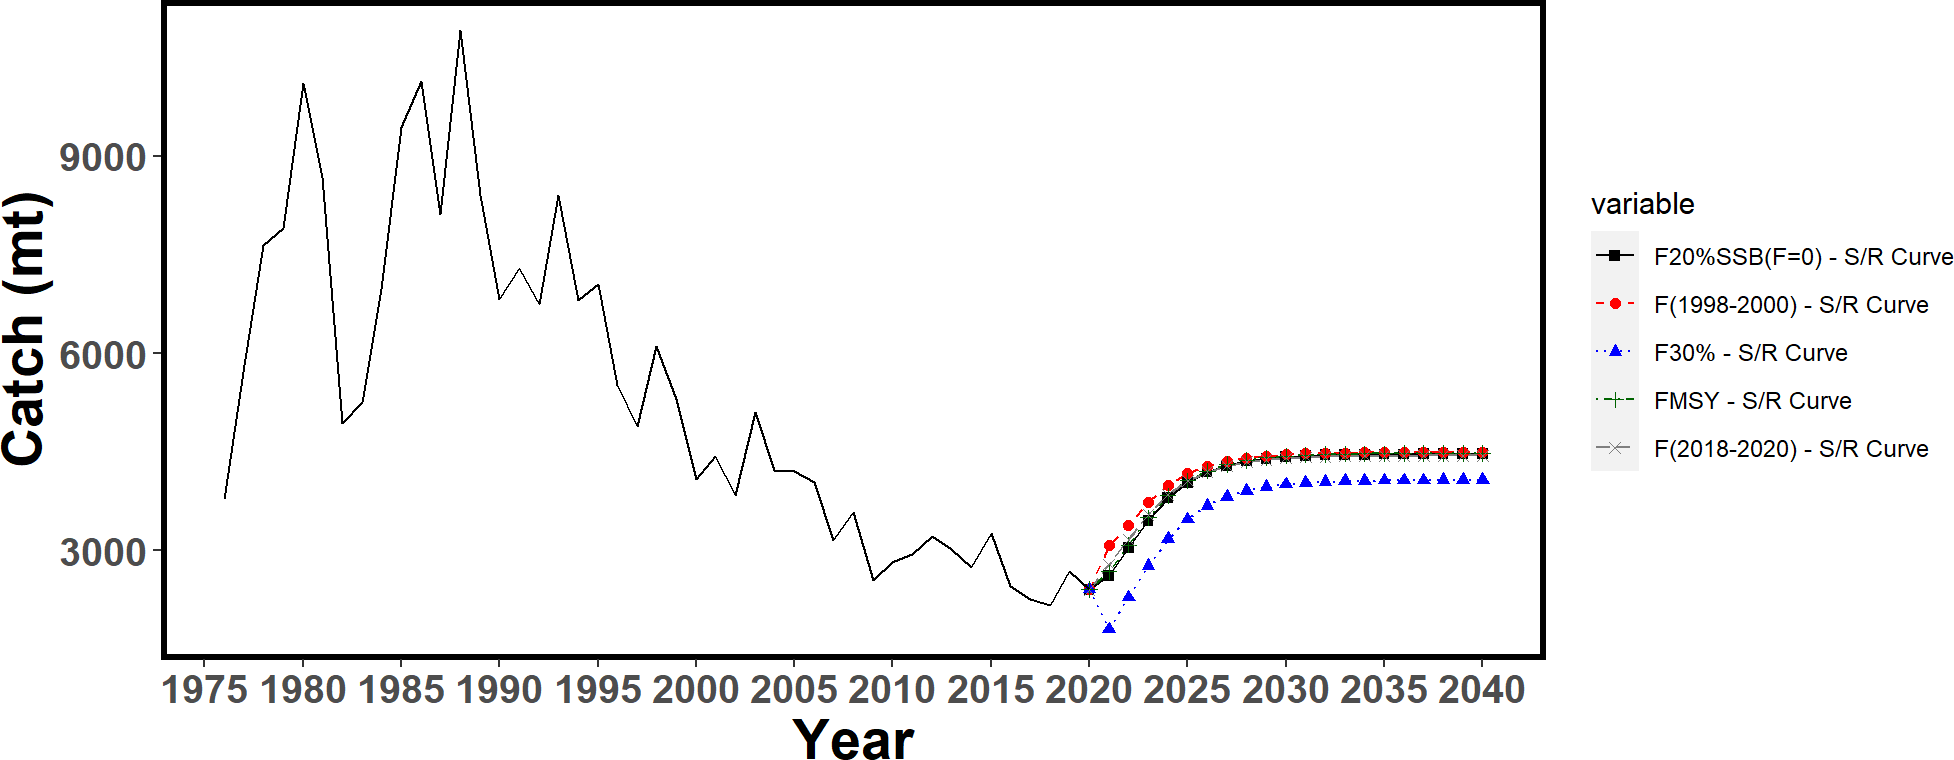 9000
6000
3000
Catch (mt)
1975 1980 1985 1990 1995 2000 2005 2010 2015 2020 2025 2030 2035 2040
Year
variable
F20%SSB(F=0) - S/R Curve
F(1998-2000) - S/R Curve
F30% - S/R Curve
FMSY - S/R Curve
F(2018-2020) - S/R Curve